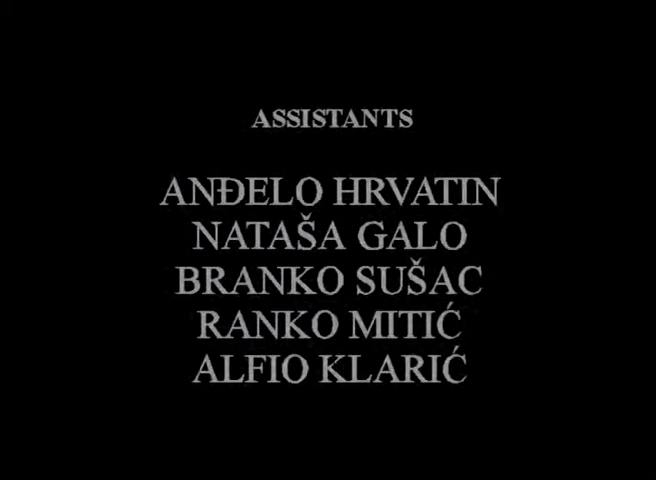 ASSISTANTS
ANĐELO HRVATIN
NATAŠA GALO
BRANKO SUŠAC
RANKO MITIĆ
ALFIO KLARIĆ